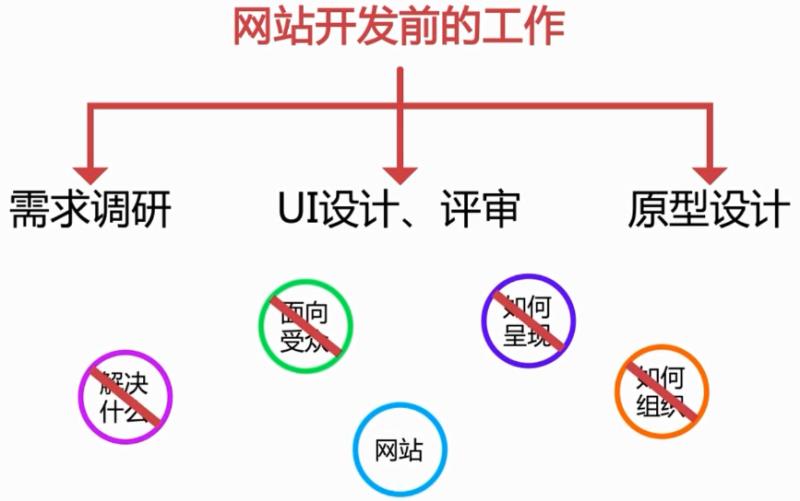 网站开发前的工作
需求调研
UI设计、评审
原型设计
面向
受众
如何
呈现
解决
什么
如何
组织
网站